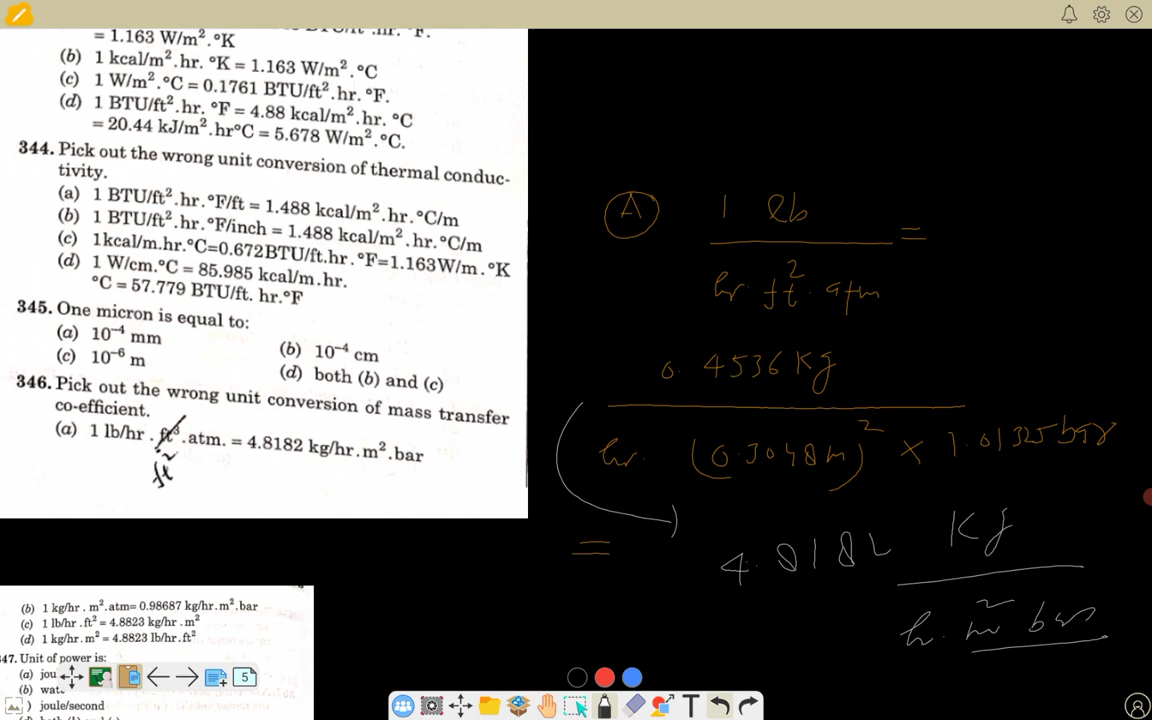 = 1.163 W/m².°K
(b) 1 kcal/m².hr. °K = 1.163 W/m².°C
(c) 1 W/m².°C = 0.1761 BTU/ft².hr. °F.
(d) 1 BTU/ft².hr. °F = 4.88 kcal/m².hr. °C
= 20.44 kJ/m².hr°C = 5.678 W/m².°C.
344. Pick out the wrong unit conversion of thermal conduc-
tivity.
(a) 1 BTU/ft².hr.°F/ft = 1.488 kcal/m².hr.°C/m
(b) 1 BTU/ft².hr.°F/inch = 1.488 kcal/m².hr.°C/m
(c) 1kcal/m.hr.°C=0.672BTU/ft.hr.°F=1.163W/m.°K
(d) 1 W/cm.°C = 85.985 kcal/m.hr.
°C = 57.779 BTU/ft. hr.°F
345. One micron is equal to:
(a) 10⁻⁴ mm
(b) 10⁻⁴ cm
(c) 10⁻⁶ m
(d) both (b) and (c)
346. Pick out the wrong unit conversion of mass transfer
co-efficient.
(a) 1 lb/hr . ft³.atm. = 4.8182 kg/hr.m².bar
ft²
(b) 1 kg/hr . m².atm= 0.98687 kg/hr.m².bar
(c) 1 lb/hr .ft² = 4.8823 kg/hr .m²
(d) 1 kg/hr.m² = 4.8823 lb/hr.ft²
47. Unit of power is:
(a) jou
(b) wat
) joule/second
5
A
1 lb =
hr ft² . atm
0.4536 Kg
hr. (0.3048m)² × 1.01325 bar
= 4.8182 Kg
hr. m² bar
T